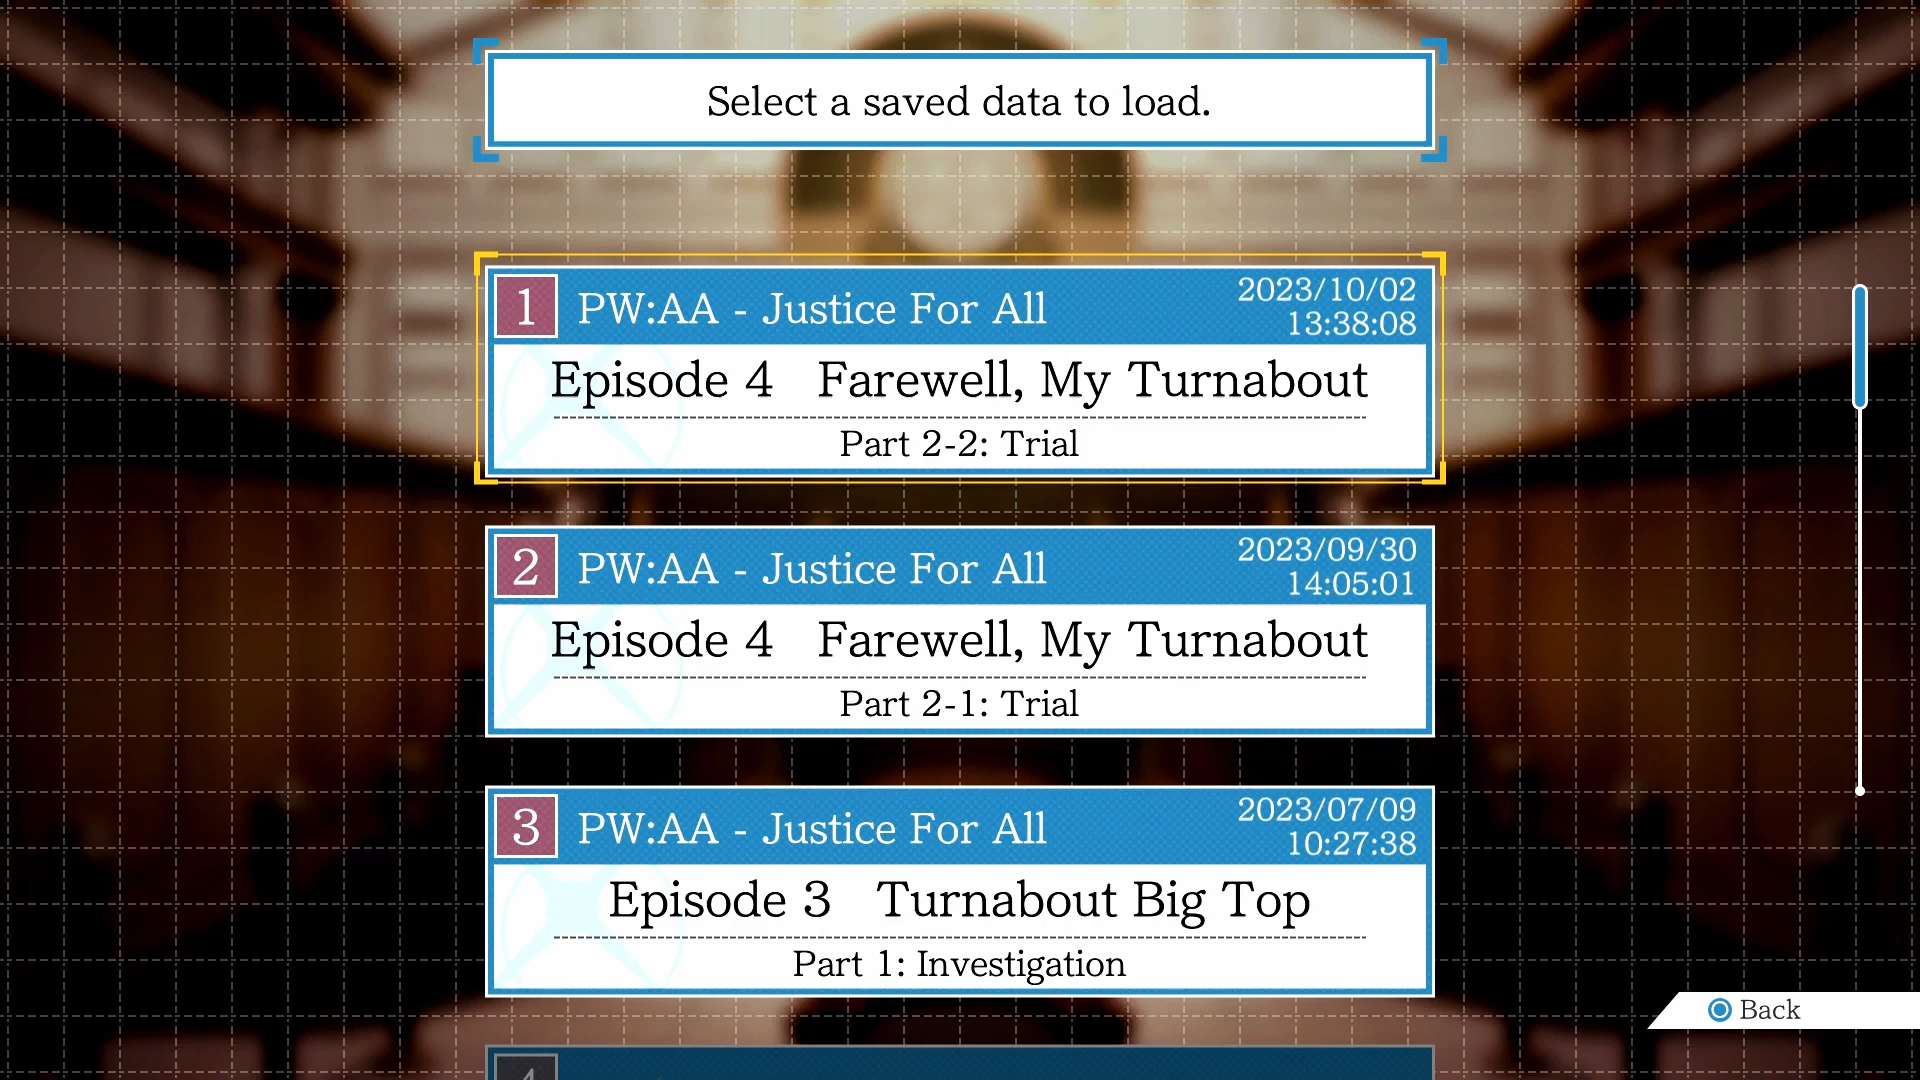 Select a saved data to load.
1 PW:AA - Justice For All 2023/10/02
13:38:08
Episode 4 Farewell, My Turnabout
Part 2-2: Trial
2 PW:AA - Justice For All 2023/09/30
14:05:01
Episode 4 Farewell, My Turnabout
Part 2-1: Trial
3 PW:AA - Justice For All 2023/07/09
10:27:38
Episode 3 Turnabout Big Top
Part 1: Investigation
Back